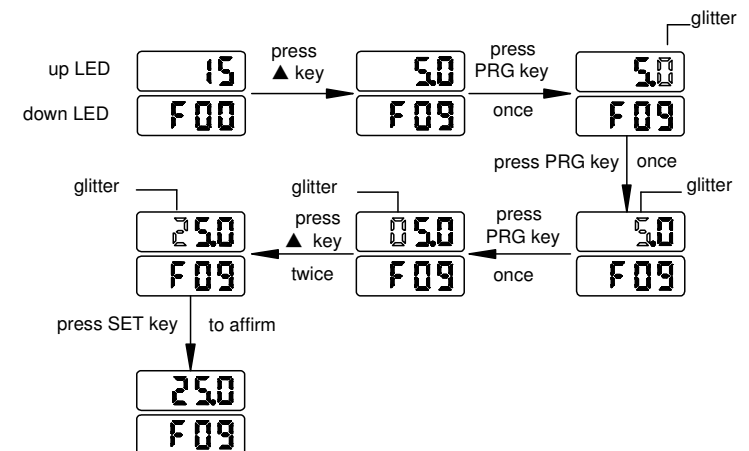 glitter
up LED
15
press
▲ key
5.0
press
PRG key
5.0
down LED
F00
F09
once
F09
press PRG key once
glitter
glitter
glitter
25.0
press
▲ key
05.0
press
PRG key
5.0
F09
twice
F09
once
F09
press SET key to affirm
25.0
F09